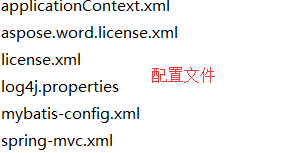 applicationContext.xml
aspose.word.license.xml
license.xml
配置文件
log4j.properties
mybatis-config.xml
spring-mvc.xml